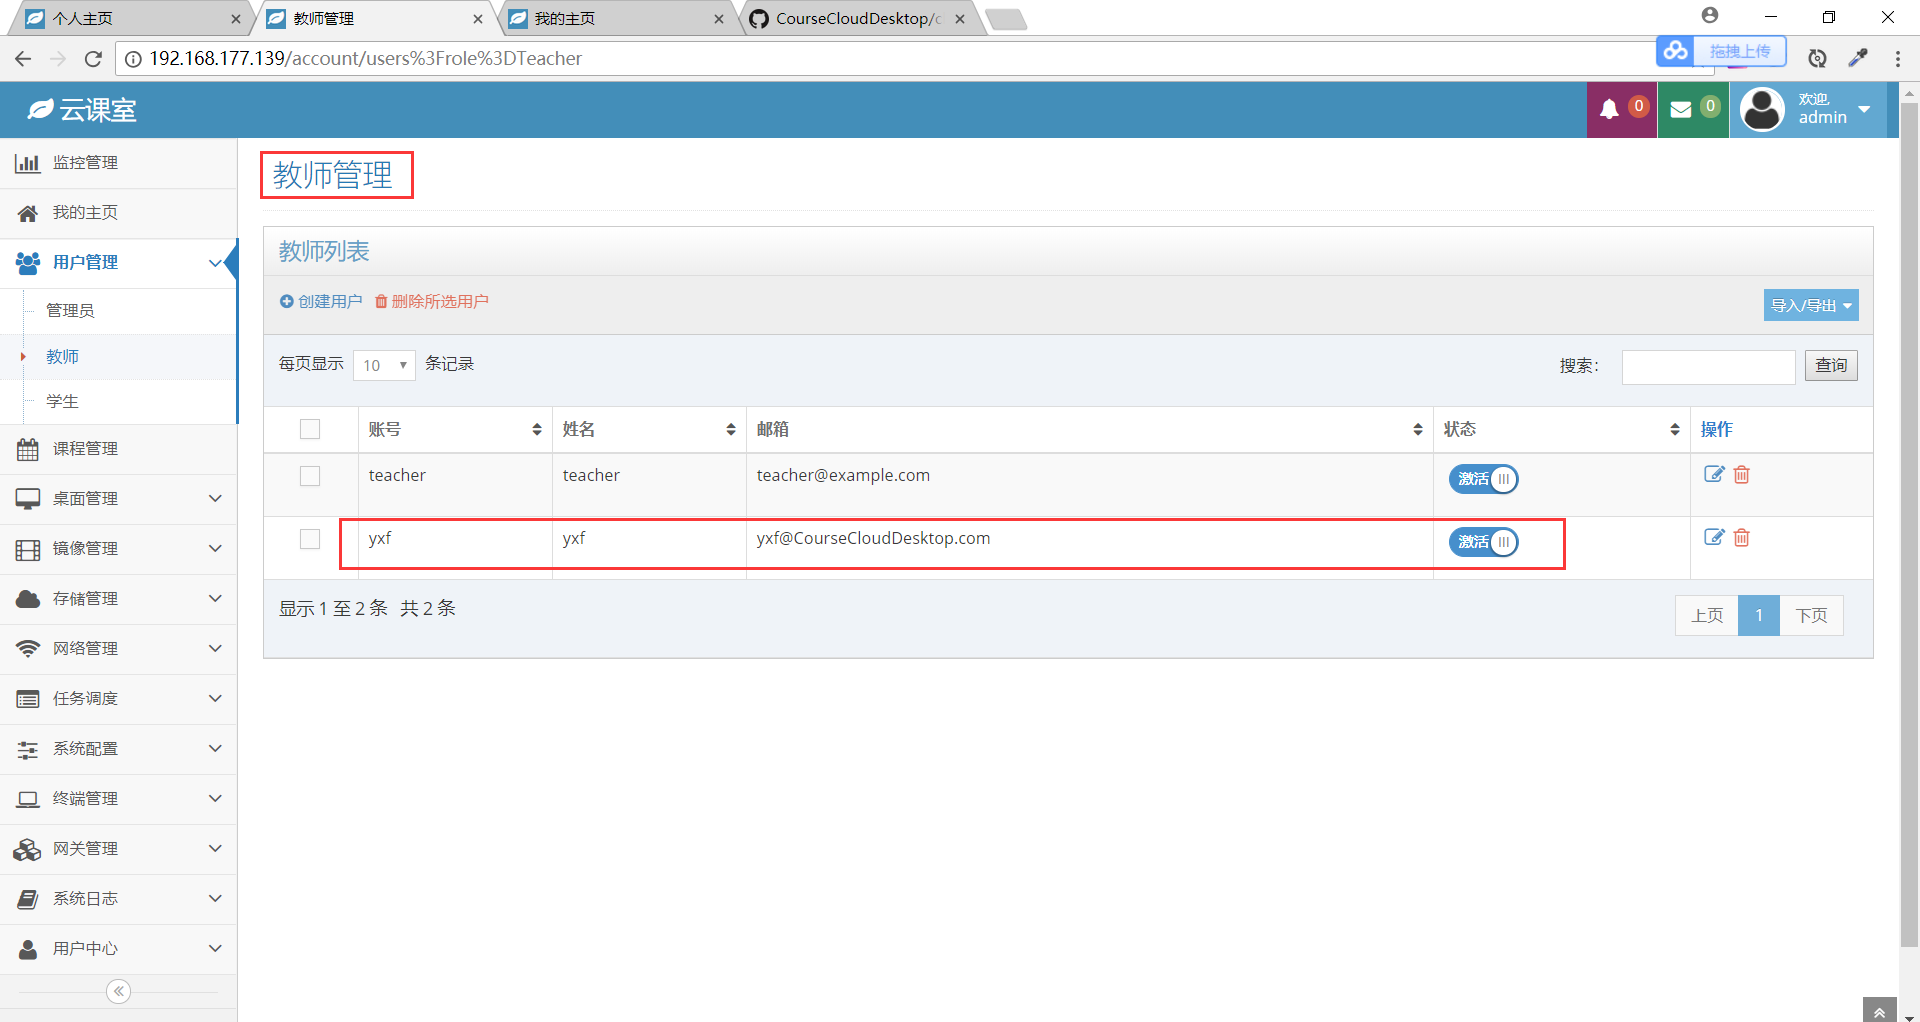 个人主页
教师管理
我的主页
CourseCloudDesktop/c
192.168.177.139/account/users%3Frole%3DTeacher
拖拽上传
云课室
0
0
欢迎,
admin
监控管理
我的主页
用户管理
管理员
教师
学生
课程管理
桌面管理
镜像管理
存储管理
网络管理
任务调度
系统配置
终端管理
网关管理
系统日志
用户中心
教师管理
教师列表
创建用户 删除所选用户
导入/导出
每页显示 10 条记录
搜索: 查询
账号 姓名 邮箱 状态 操作
teacher teacher teacher@example.com 激活
yxf yxf yxf@CourseCloudDesktop.com 激活
显示 1 至 2 条 共 2 条
上页 1 下页